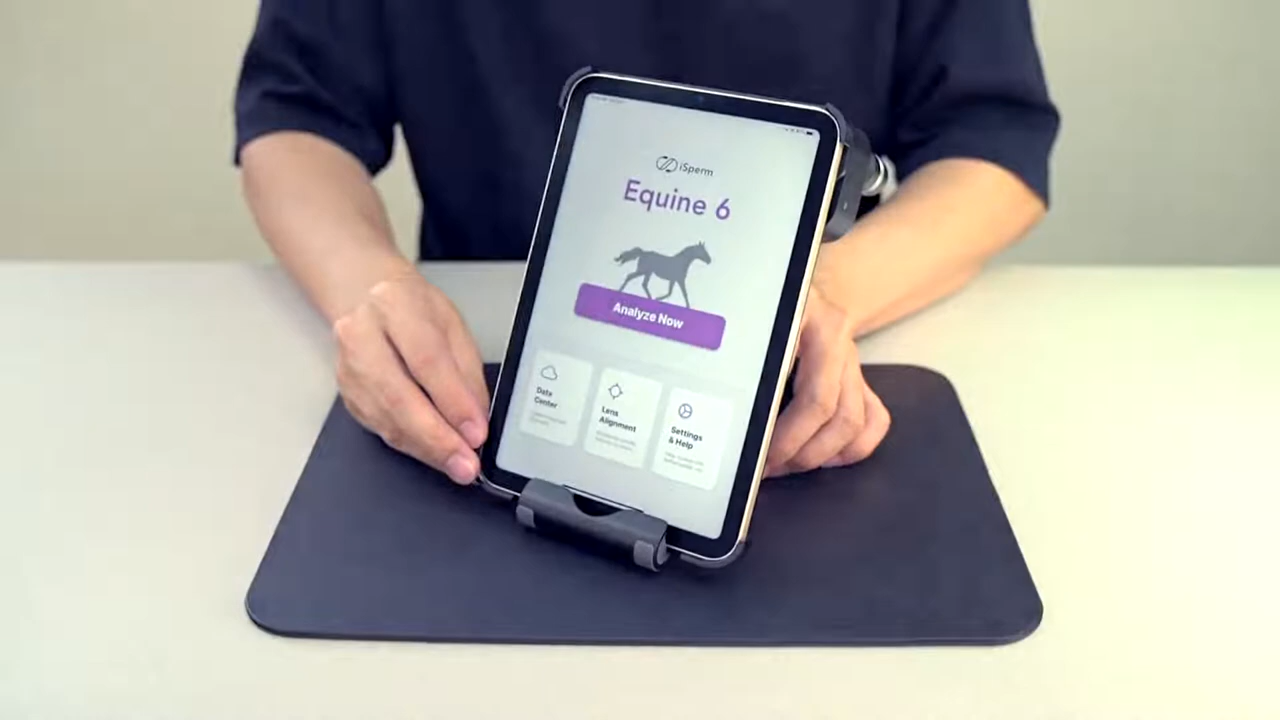 iSperm
Equine 6
Analyze Now
Data
Center
Lens
Alignment
Settings
& Help